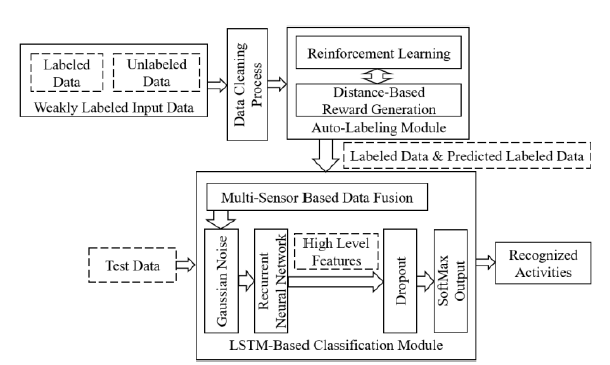 Labeled
Data
Unlabeled
Data
Weakly Labeled Input Data
Data Cleaning
Process
Reinforcement Learning
Distance-Based
Reward Generation
Auto-Labeling Module
Labeled Data & Predicted Labeled Data
Multi-Sensor Based Data Fusion
Test Data
Gaussian Noise
Recurrent
Neural Network
High Level
Features
Dropout
SoftMax
Output
Recognized
Activities
LSTM-Based Classification Module